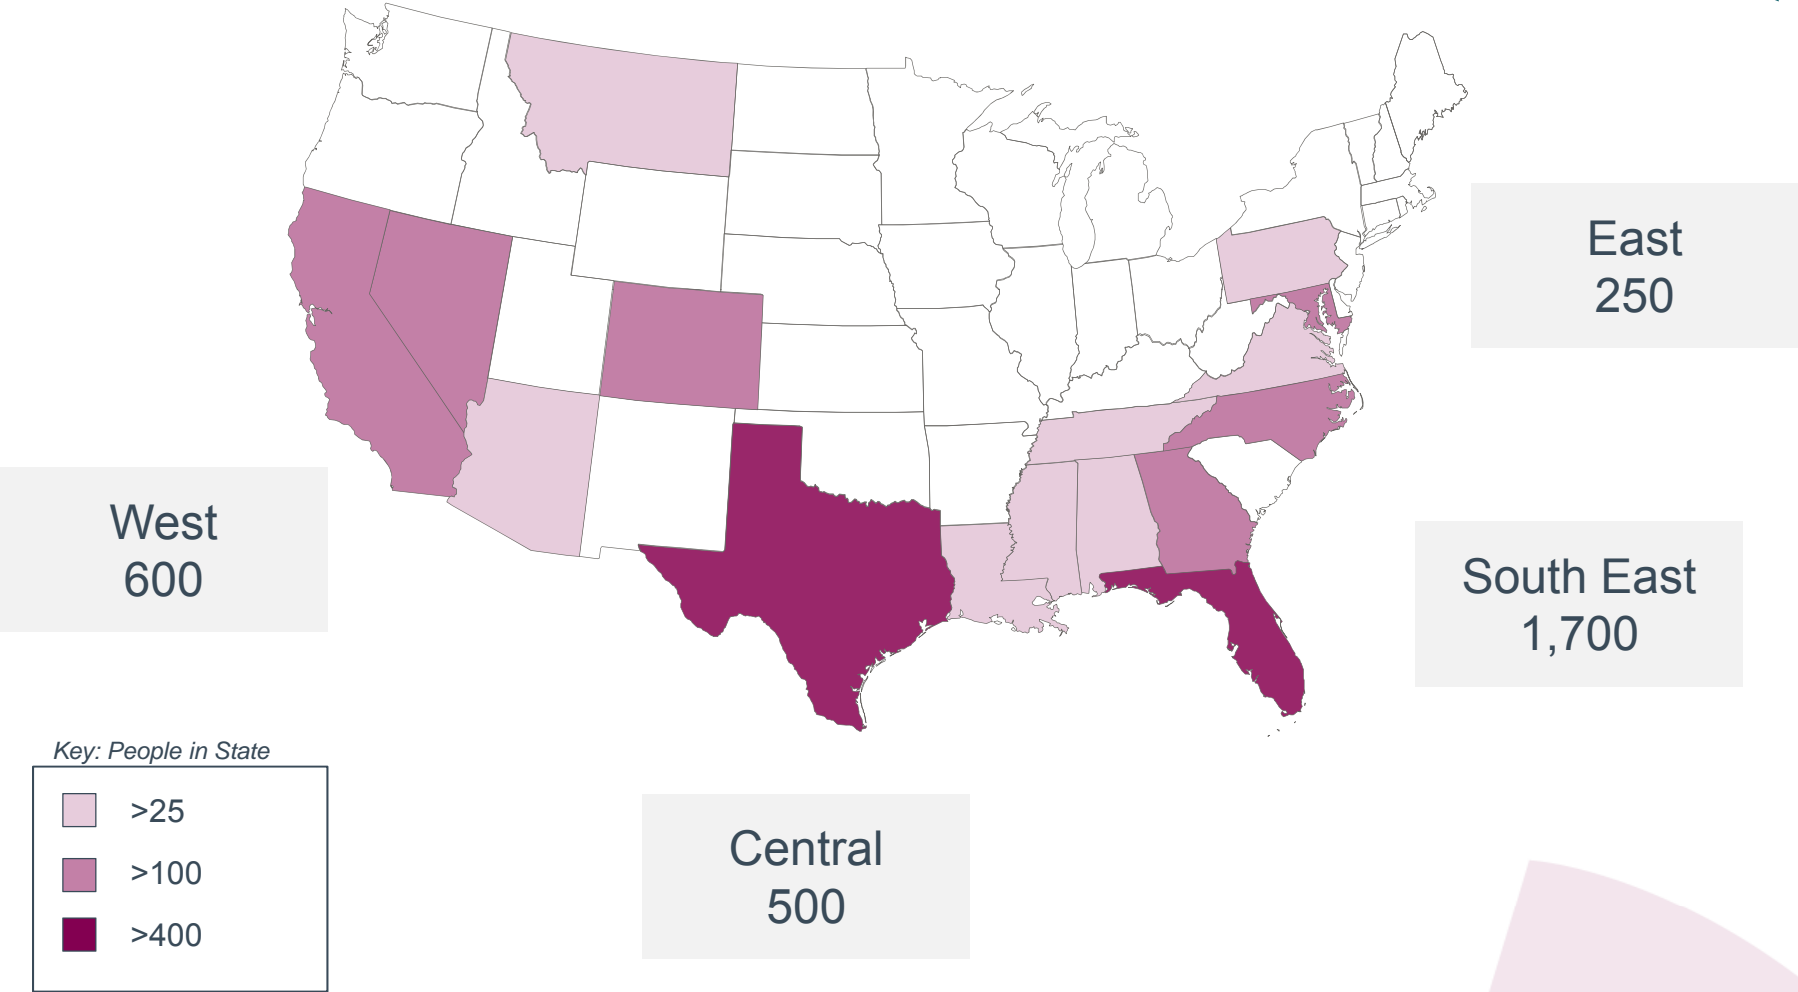 East
250
West
600
South East
1,700
Key: People in State
>25
>100
>400
Central
500